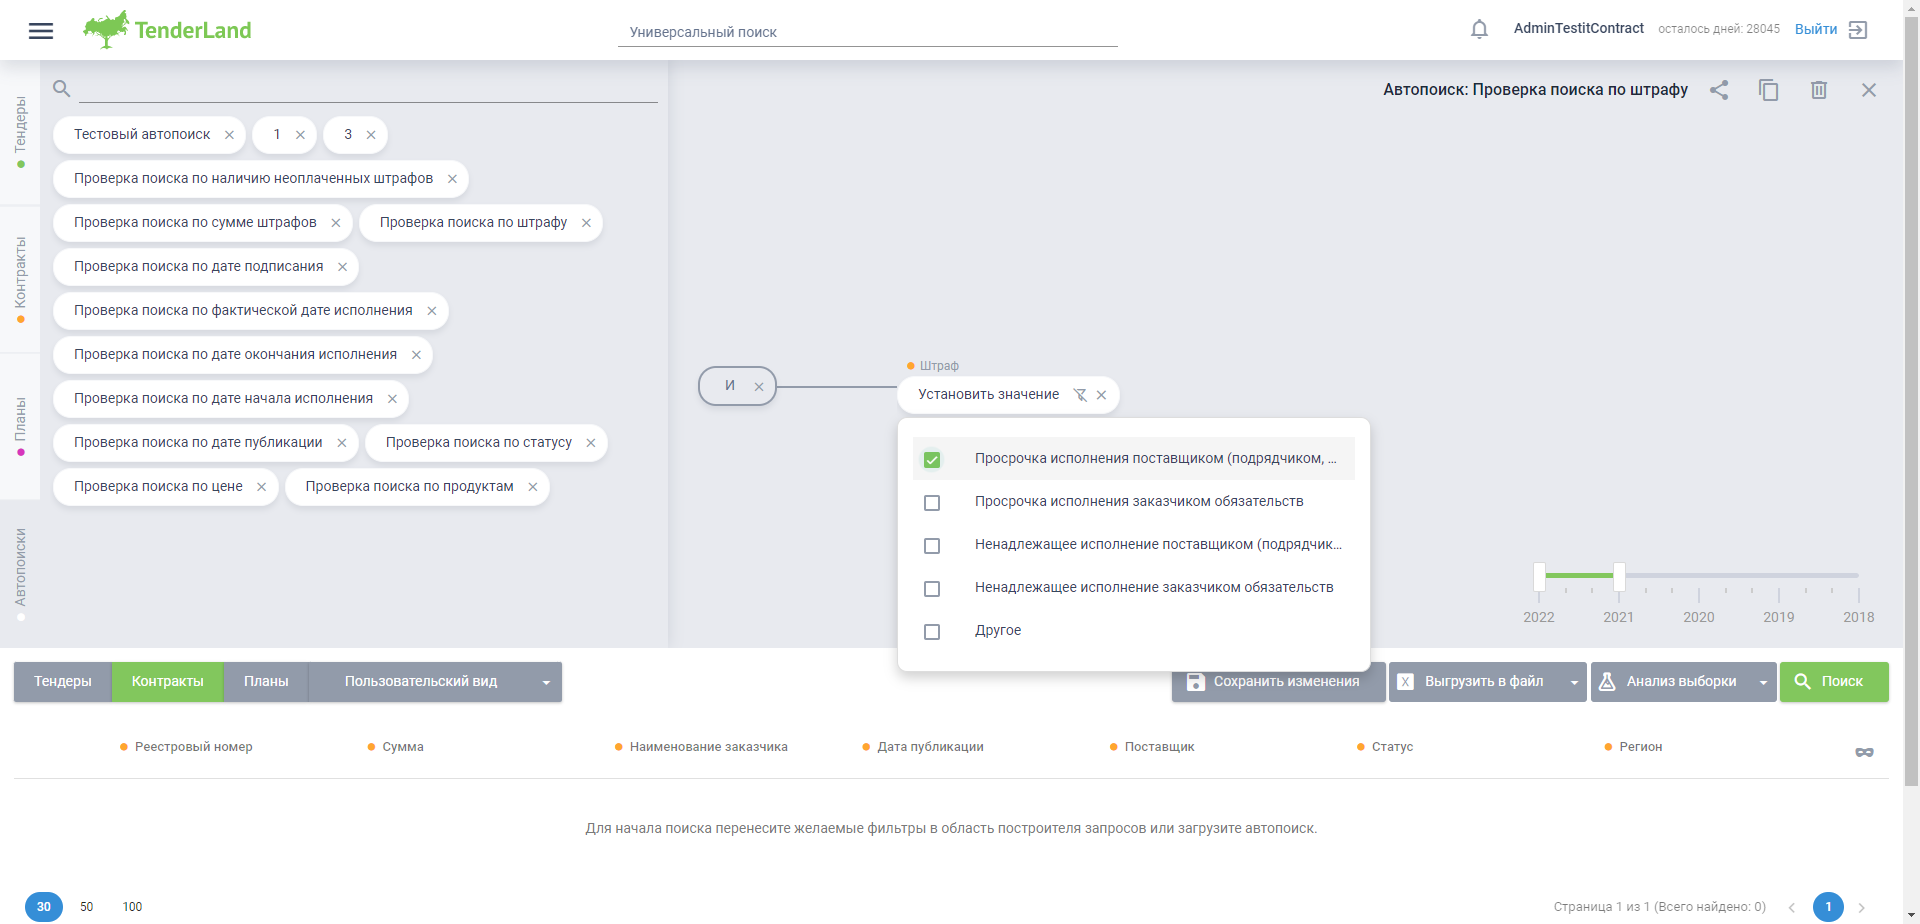 TenderLand
Универсальный поиск
AdminTestitContract
осталось дней: 28045
Выйти
Тендеры
Контракты
Планы
Автопоиски
Тестовый автопоиск
1
3
Проверка поиска по наличию неоплаченных штрафов
Проверка поиска по сумме штрафов
Проверка поиска по штрафу
Проверка поиска по дате подписания
Проверка поиска по фактической дате исполнения
Проверка поиска по дате окончания исполнения
Проверка поиска по дате начала исполнения
Проверка поиска по дате публикации
Проверка поиска по статусу
Проверка поиска по цене
Проверка поиска по продуктам
Автопоиск: Проверка поиска по штрафу
И
Штраф
Установить значение
Просрочка исполнения поставщиком (подрядчиком, ...
Просрочка исполнения заказчиком обязательств
Ненадлежащее исполнение поставщиком (подрядчик...
Ненадлежащее исполнение заказчиком обязательств
Другое
2022 2021 2020 2019 2018
Тендеры
Контракты
Планы
Пользовательский вид
Сохранить изменения
X
Выгрузить в файл
Анализ выборки
Поиск
Реестровый номер
Сумма
Наименование заказчика
Дата публикации
Поставщик
Статус
Регион
Для начала поиска перенесите желаемые фильтры в область построителя запросов или загрузите автопоиск.
30 50 100
Страница 1 из 1 (Всего найдено: 0)
1